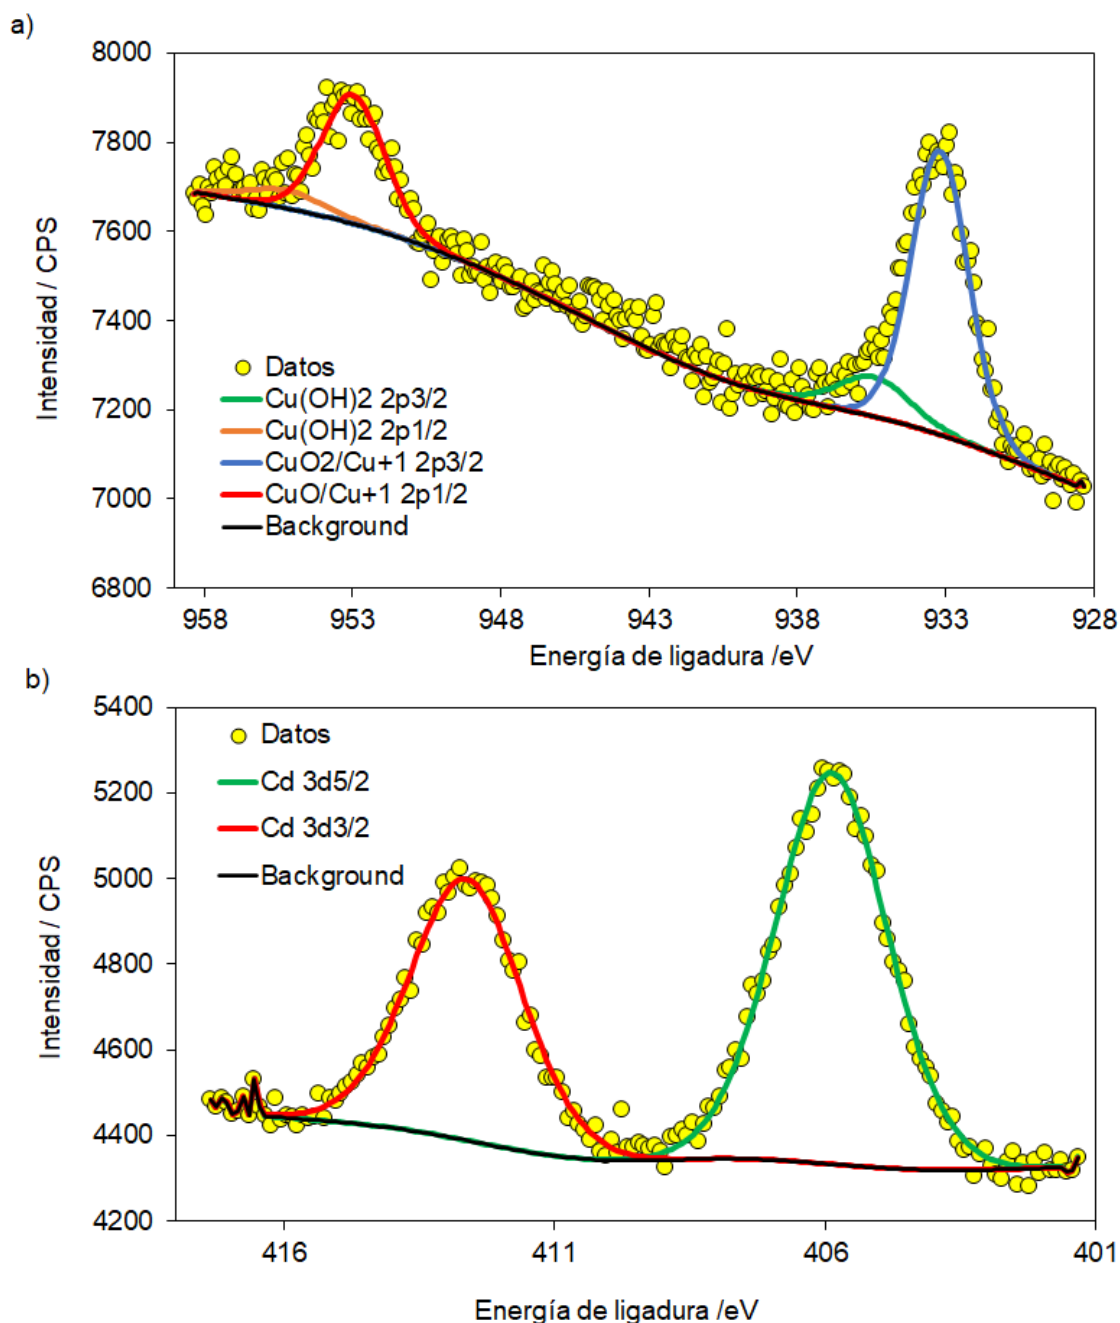 a)
8000
7800
7600
7400
7200
7000
6800
Intensidad / CPS
Datos
Cu(OH)2 2p3/2
Cu(OH)2 2p1/2
CuO2/Cu+1 2p3/2
CuO/Cu+1 2p1/2
Background
958 953 948 943 938 933 928
Energía de ligadura /eV
b)
5400
5200
5000
4800
4600
4400
4200
Intensidad / CPS
Datos
Cd 3d5/2
Cd 3d3/2
Background
416 411 406 401
Energía de ligadura /eV